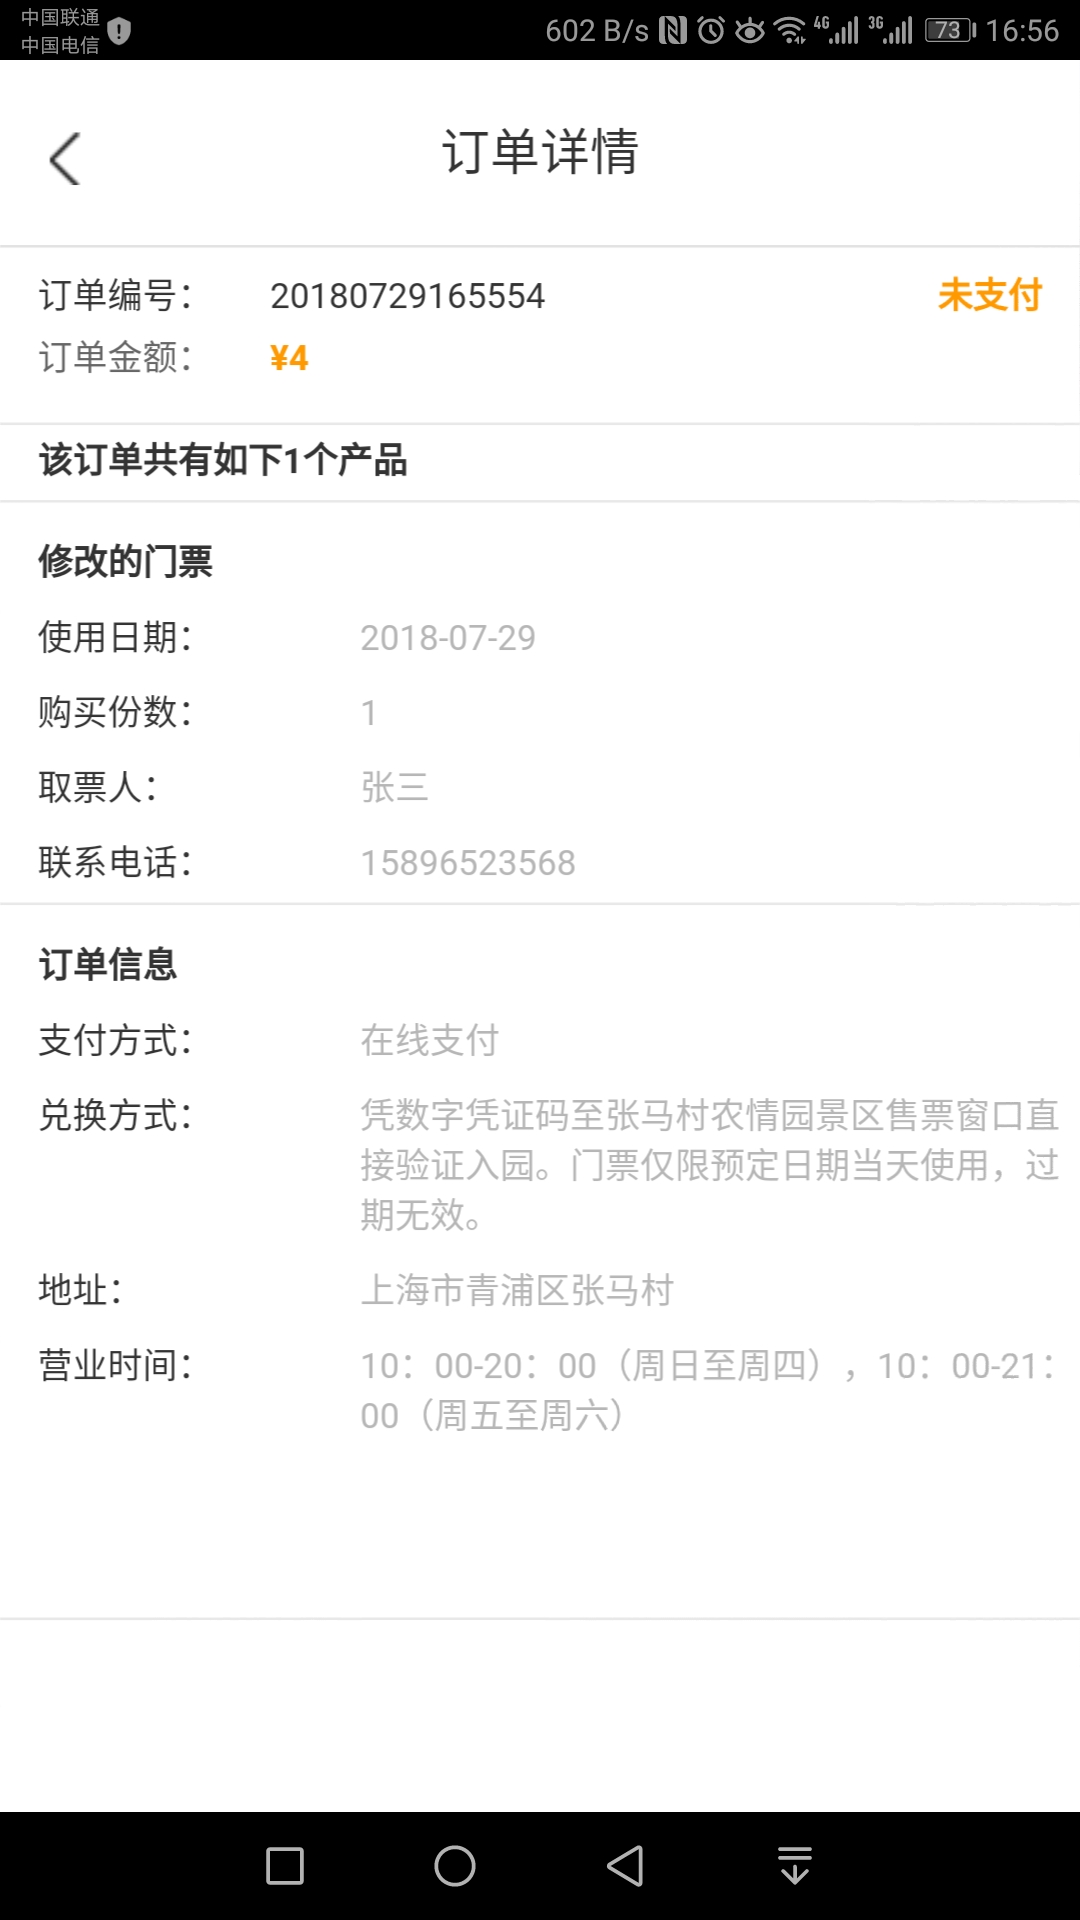 中国联通
中国电信
602 B/s 4G 3G 73 16:56
订单详情
订单编号： 20180729165554 未支付
订单金额： ¥4
该订单共有如下1个产品
修改的门票
使用日期： 2018-07-29
购买份数： 1
取票人： 张三
联系电话： 15896523568
订单信息
支付方式： 在线支付
兑换方式： 凭数字凭证码至张马村农情园景区售票窗口直
接验证入园。门票仅限预定日期当天使用，过
期无效。
地址： 上海市青浦区张马村
营业时间： 10：00-20：00（周日至周四），10：00-21：
00（周五至周六）